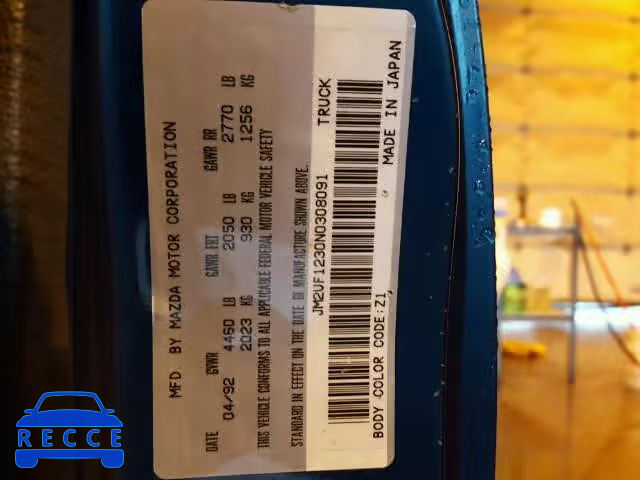 MFD. BY MAZDA MOTOR CORPORATION
DATE GVWR GAWR FRT GAWR RR
04/92 4460 LB 2050 LB 2770 LB
2023 KG 930 KG 1256 KG
THIS VEHICLE CONFORMS TO ALL APPLICABLE FEDERAL MOTOR VEHICLE SAFETY
STANDARD IN EFFECT ON THE DATE OF MANUFACTURE SHOWN ABOVE.
JM2UF1230N0308091 TRUCK
BODY COLOR CODE:Z1, MADE IN JAPAN
RECCE